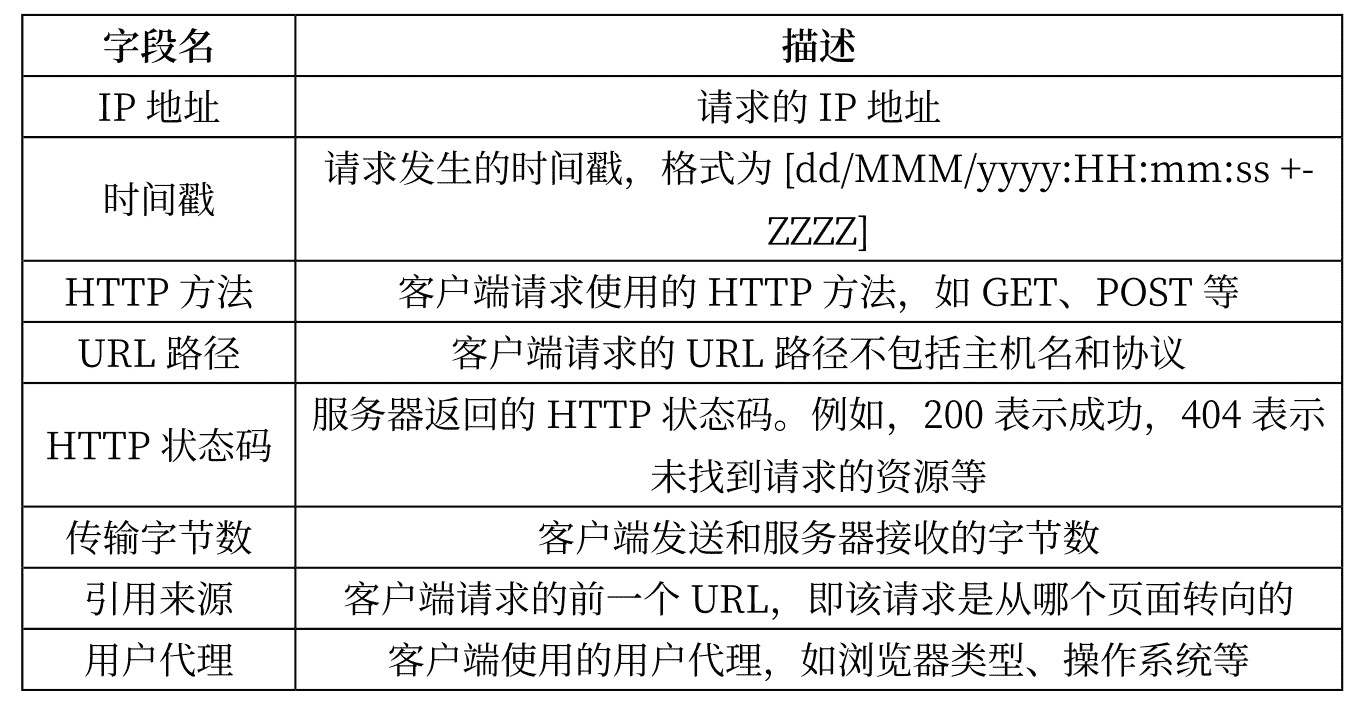 字段名 描述
IP 地址 请求的 IP 地址
时间戳 请求发生的时间戳，格式为 [dd/MMM/yyyy:HH:mm:ss +-
ZZZZ]
HTTP 方法 客户端请求使用的 HTTP 方法，如 GET、POST 等
URL 路径 客户端请求的 URL 路径不包括主机名和协议
HTTP 状态码 服务器返回的 HTTP 状态码。例如，200 表示成功，404 表示
未找到请求的资源等
传输字节数 客户端发送和服务器接收的字节数
引用来源 客户端请求的前一个 URL，即该请求是从哪个页面转向的
用户代理 客户端使用的用户代理，如浏览器类型、操作系统等